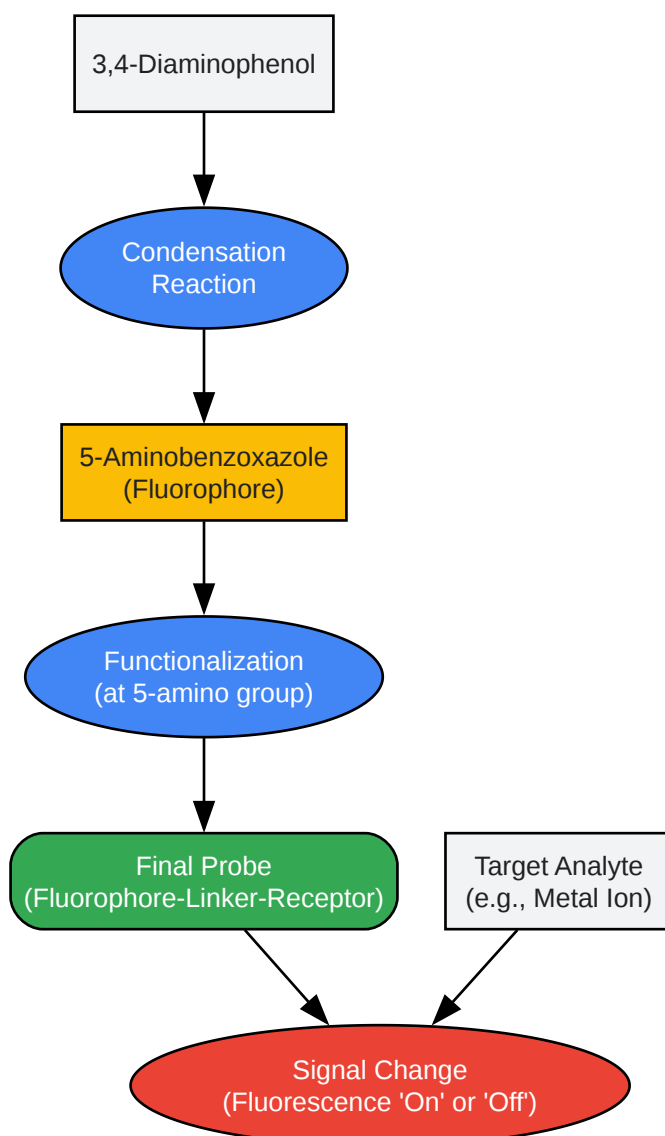 3,4-Diaminophenol
Condensation
Reaction
5-Aminobenzoxazole
(Fluorophore)
Functionalization
(at 5-amino group)
Final Probe
(Fluorophore-Linker-Receptor)
Target Analyte
(e.g., Metal Ion)
Signal Change
(Fluorescence 'On' or 'Off')